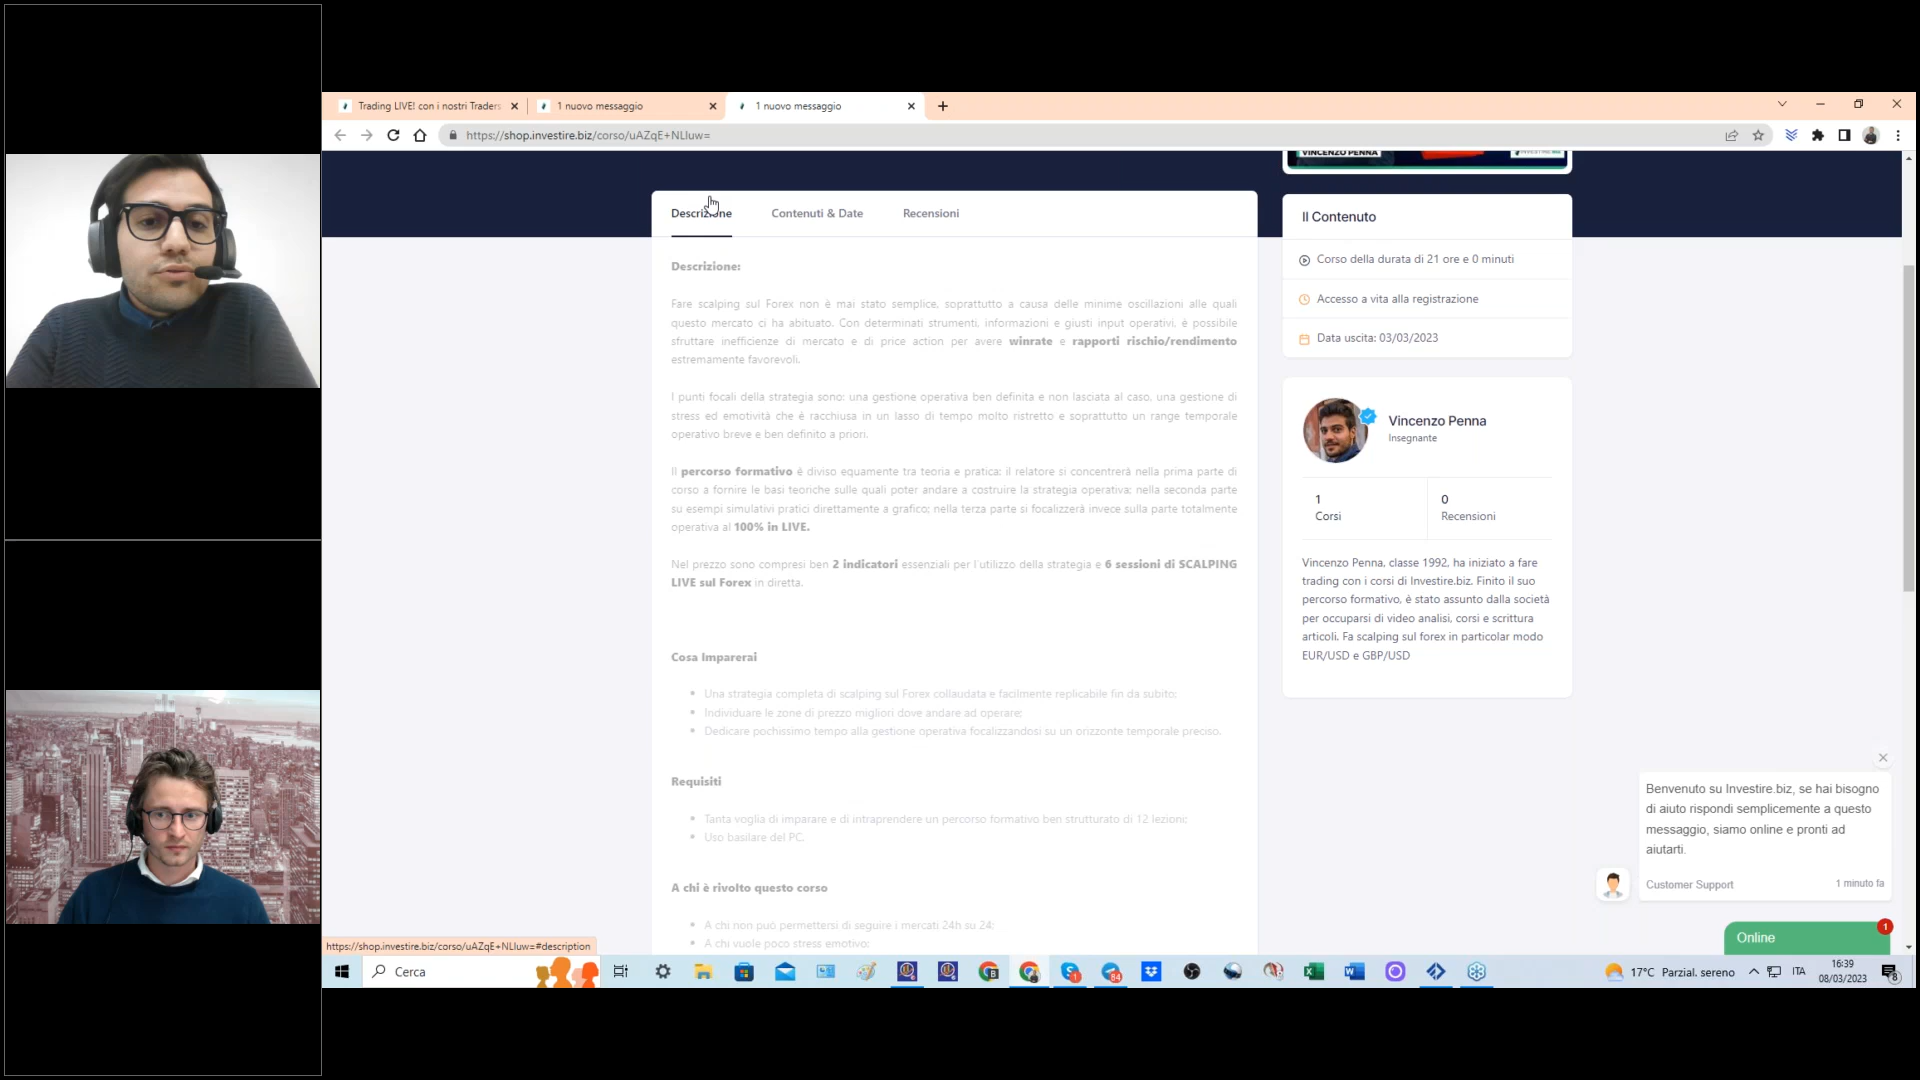 Trading LIVE! con i nostri Traders
1 nuovo messaggio
1 nuovo messaggio
https://shop.investire.biz/corso/uAZqE+NLluw=
VINCENZO PENNA
Descrizione
Contenuti & Date
Recensioni
Descrizione:
Fare scalping sul Forex non è mai stato semplice, soprattutto a causa delle minime oscillazioni alle quali
questo mercato ci ha abituato. Con determinati strumenti, informazioni e giusti input operativi, è possibile
sfruttare inefficienze di mercato e di price action per avere winrate e rapporti rischio/rendimento
estremamente favorevoli.
I punti focali della strategia sono: una gestione operativa ben definita e non lasciata al caso, una gestione di
stress ed emotività che è racchiusa in un lasso di tempo molto ristretto e soprattutto un range temporale
operativo breve e ben definito a priori.
Il percorso formativo è diviso equamente tra teoria e pratica: il relatore si concentrerà nella prima parte di
corso a fornire le basi teoriche sulle quali poter andare a costruire la strategia operativa; nella seconda parte
su esempi simulativi pratici direttamente a grafico; nella terza parte si focalizzerà invece sulla parte totalmente
operativa al 100% in LIVE.
Nel prezzo sono compresi ben 2 indicatori essenziali per l'utilizzo della strategia e 6 sessioni di SCALPING
LIVE sul Forex in diretta.
Cosa Imparerai
Una strategia completa di scalping sul Forex collaudata e facilmente replicabile fin da subito;
Individuare le zone di prezzo migliori dove andare ad operare;
Dedicare pochissimo tempo alla gestione operativa focalizzandosi su un orizzonte temporale preciso.
Requisiti
Tanta voglia di imparare e di intraprendere un percorso formativo ben strutturato di 12 lezioni;
Uso basilare del PC.
A chi è rivolto questo corso
A chi non può permettersi di seguire i mercati 24h su 24;
A chi vuole poco stress emotivo;
Il Contenuto
Corso della durata di 21 ore e 0 minuti
Accesso a vita alla registrazione
Data uscita: 03/03/2023
Vincenzo Penna
Insegnante
1
Corsi
0
Recensioni
Vincenzo Penna, classe 1992, ha iniziato a fare
trading con i corsi di Investire.biz. Finito il suo
percorso formativo, è stato assunto dalla società
per occuparsi di video analisi, corsi e scrittura
articoli. Fa scalping sul forex in particolar modo
EUR/USD e GBP/USD
Benvenuto su Investire.biz, se hai bisogno
di aiuto rispondi semplicemente a questo
messaggio, siamo online e pronti ad
aiutarti.
Customer Support
1 minuto fa
Online
1
https://shop.investire.biz/corso/uAZqE+NLluw=#description
Cerca
17°C Parzial. sereno
ITA
16:39
08/03/2023
8